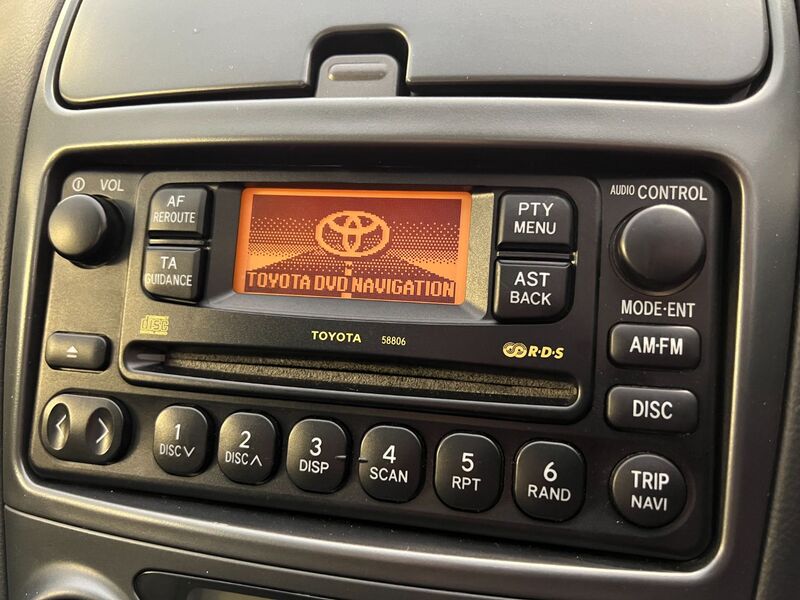 VOL
AF
REROUTE
TA
GUIDANCE
TOYOTA DVD NAVIGATION
PTY
MENU
AST
BACK
AUDIO CONTROL
MODE·ENT
AM·FM
DISC
TRIP
NAVI
disc
TOYOTA 58806
R·D·S
1
DISC
2
DISC
3
DISP
4
SCAN
5
RPT
6
RAND